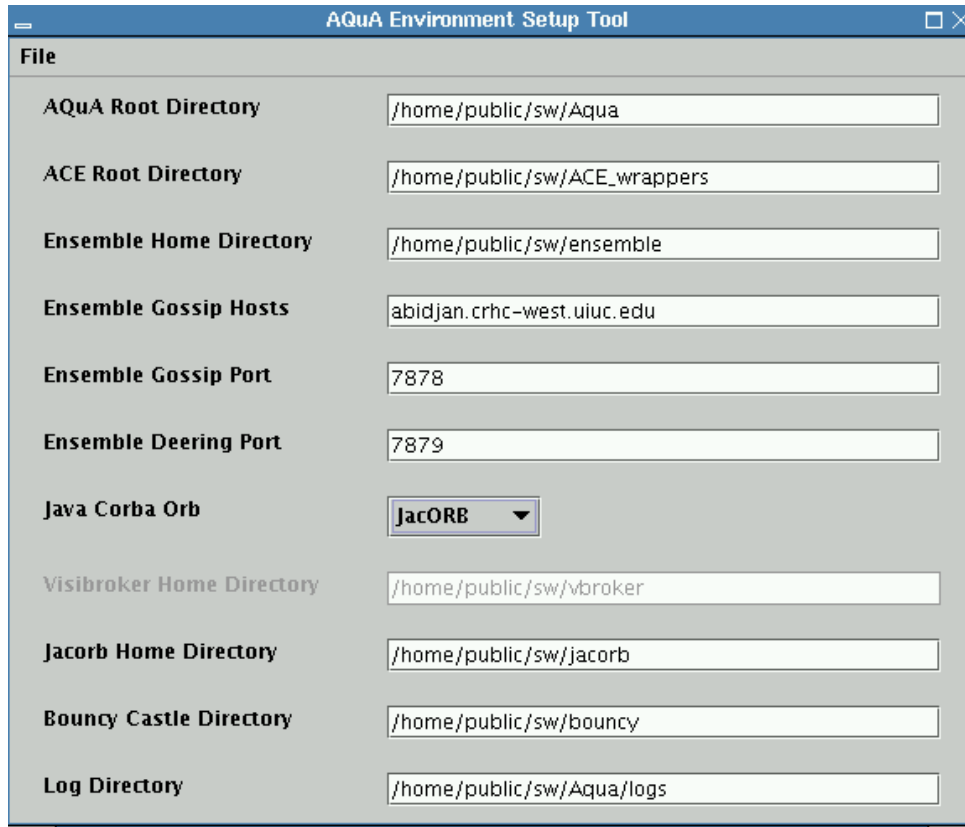 AQuA Environment Setup Tool
File
AQuA Root Directory /home/public/sw/Aqua
ACE Root Directory /home/public/sw/ACE_wrappers
Ensemble Home Directory /home/public/sw/ensemble
Ensemble Gossip Hosts abidjan.crhc-west.uiuc.edu
Ensemble Gossip Port 7878
Ensemble Deering Port 7879
Java Corba Orb JacORB
Visibroker Home Directory /home/public/sw/vbroker
Jacorb Home Directory /home/public/sw/jacorb
Bouncy Castle Directory /home/public/sw/bouncy
Log Directory /home/public/sw/Aqua/logs